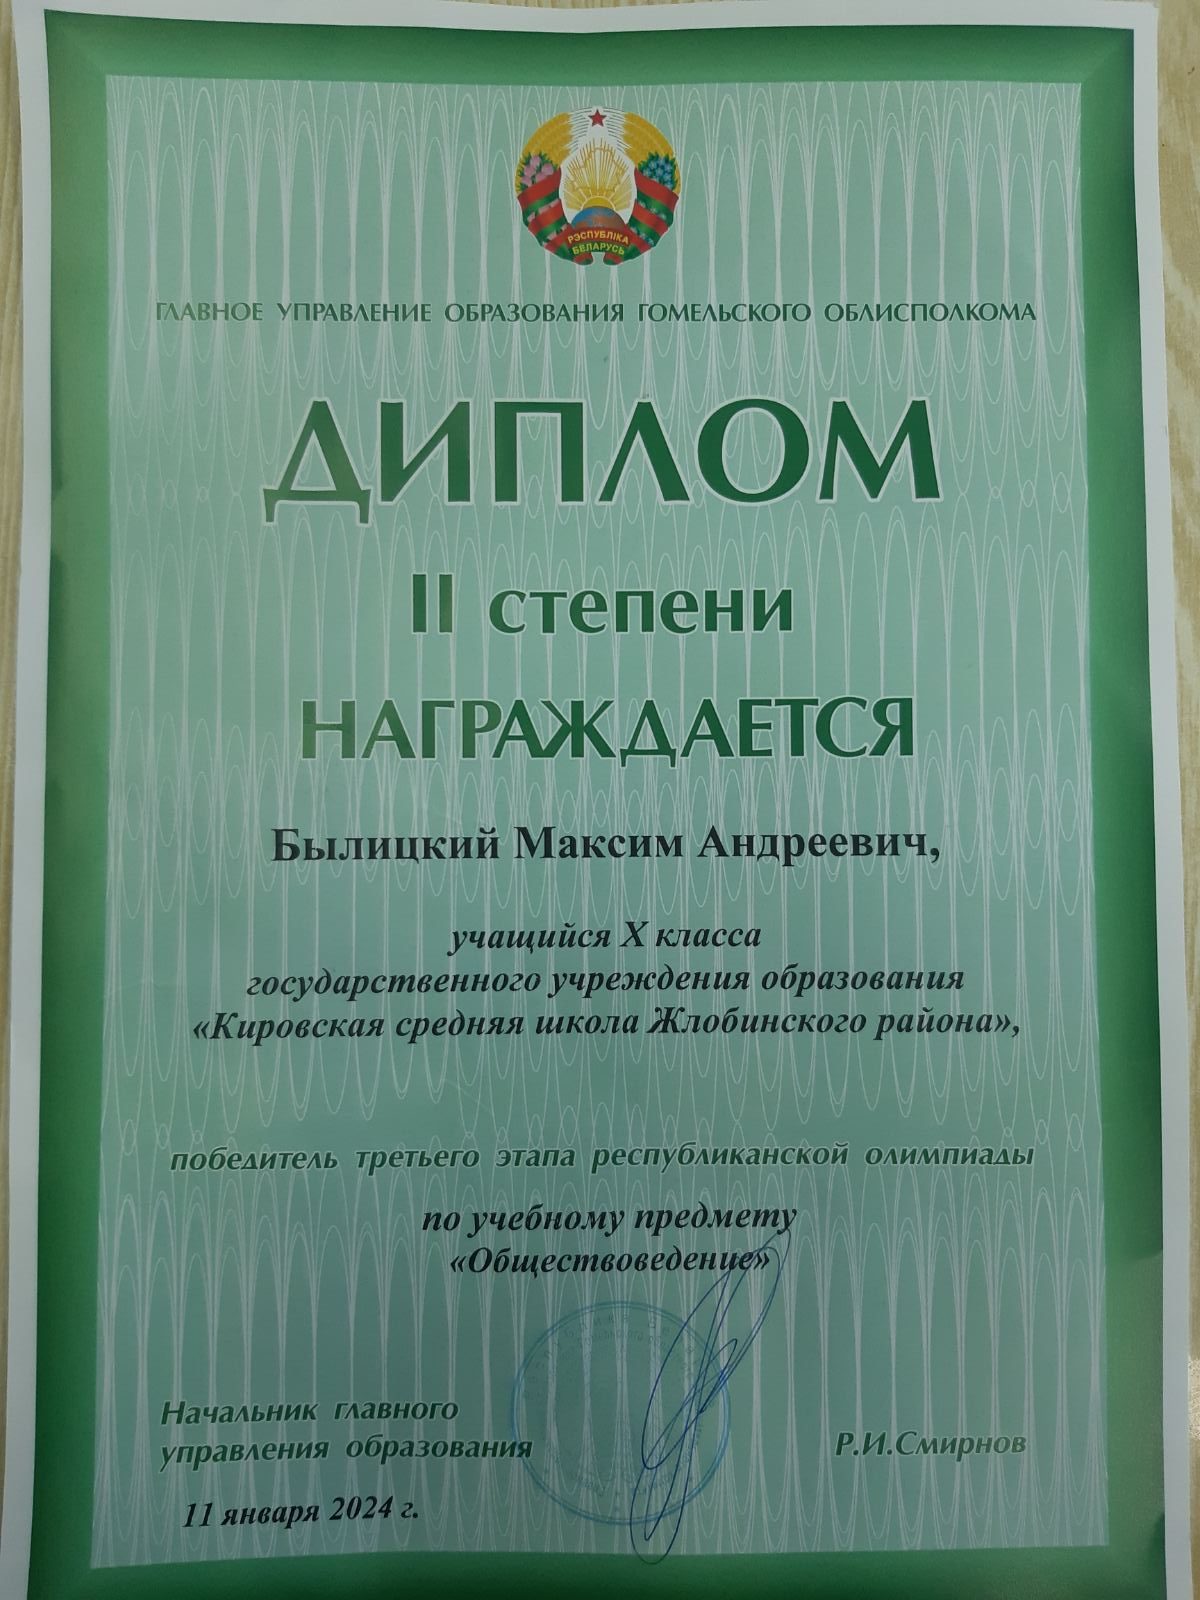 РЭСПУБЛІКА
БЕЛАРУСЬ
ГЛАВНОЕ УПРАВЛЕНИЕ ОБРАЗОВАНИЯ ГОМЕЛЬСКОГО ОБЛИСПОЛКОМА
ДИПЛОМ
II степени
НАГРАЖДАЕТСЯ
Былицкий Максим Андреевич,
учащийся X класса
государственного учреждения образования
«Кировская средняя школа Жлобинского района»,
победитель третьего этапа республиканской олимпиады
по учебному предмету
«Обществоведение»
Начальник главного
управления образования
Р.И.Смирнов
11 января 2024 г.